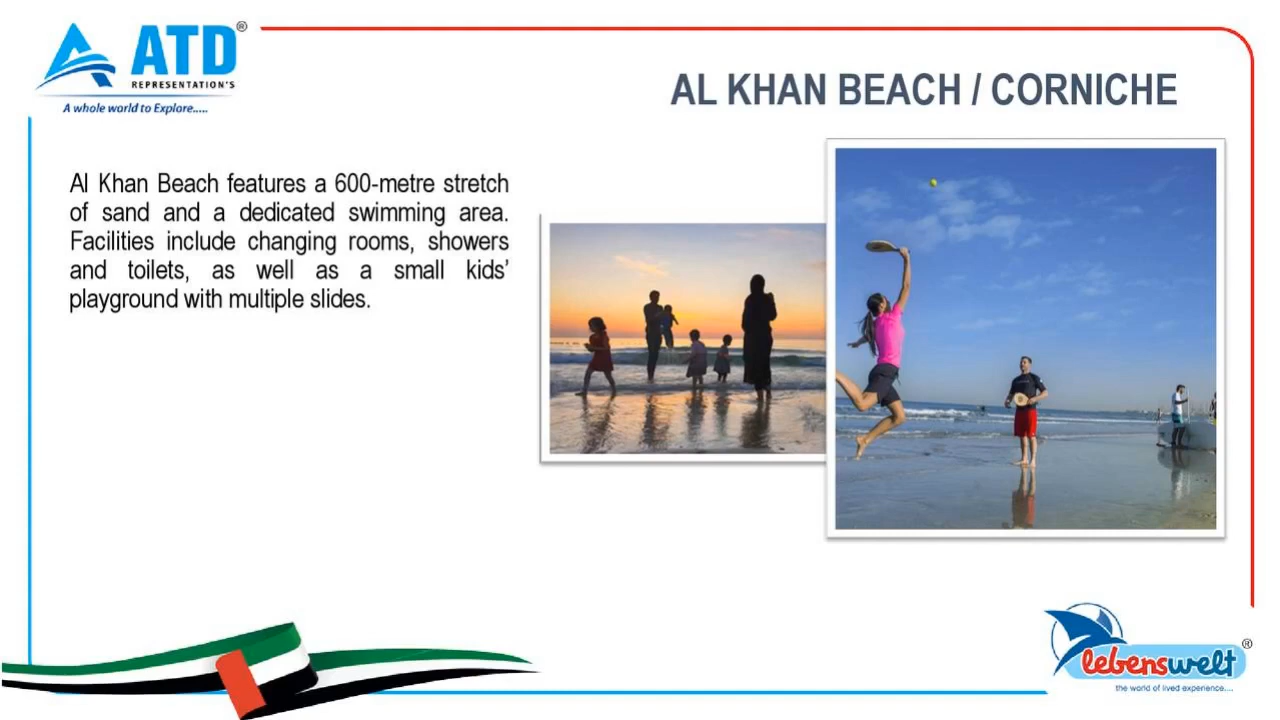 ATD®
REPRESENTATION'S
A whole world to Explore.....
AL KHAN BEACH / CORNICHE
Al Khan Beach features a 600-metre stretch
of sand and a dedicated swimming area.
Facilities include changing rooms, showers
and toilets, as well as a small kids’
playground with multiple slides.
lebenswelt®
the world of lived experience....